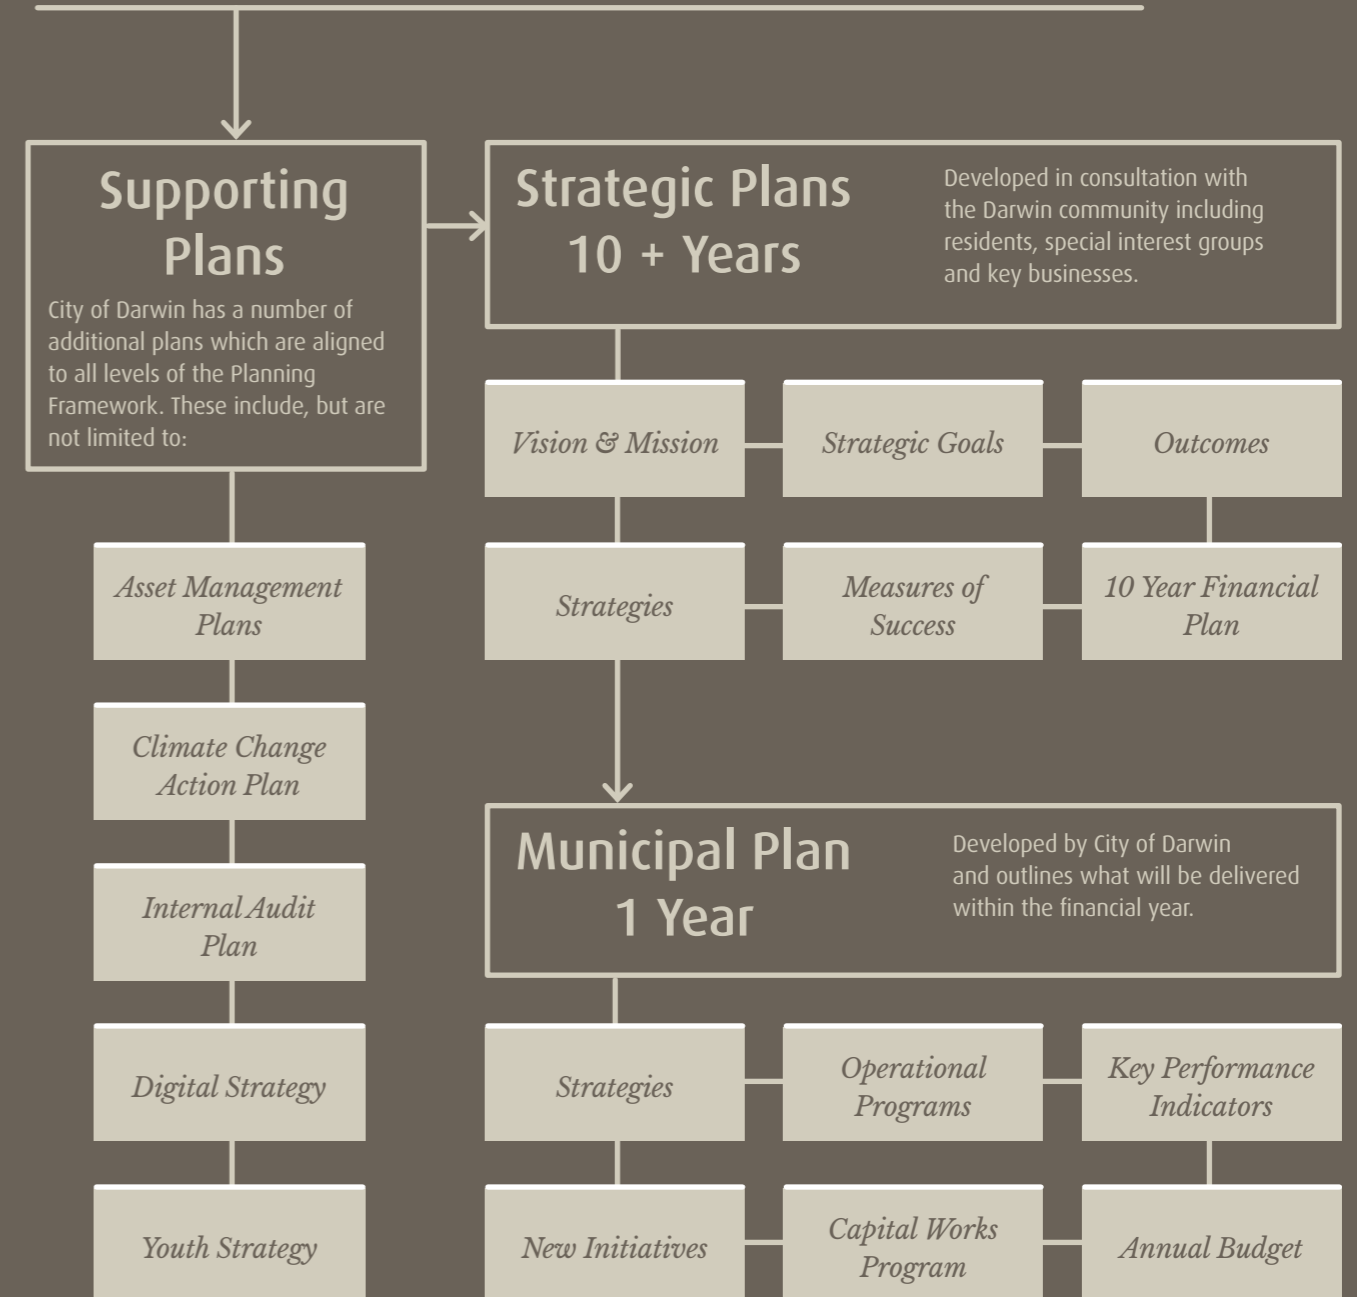 Supporting
Plans
City of Darwin has a number of
additional plans which are aligned
to all levels of the Planning
Framework. These include, but are
not limited to:
Asset Management
Plans
Climate Change
Action Plan
Internal Audit
Plan
Digital Strategy
Youth Strategy
Strategic Plans
10 + Years
Developed in consultation with
the Darwin community including
residents, special interest groups
and key businesses.
Vision & Mission
Strategic Goals
Outcomes
Strategies
Measures of
Success
10 Year Financial
Plan
Municipal Plan
1 Year
Developed by City of Darwin
and outlines what will be delivered
within the financial year.
Strategies
Operational
Programs
Key Performance
Indicators
New Initiatives
Capital Works
Program
Annual Budget